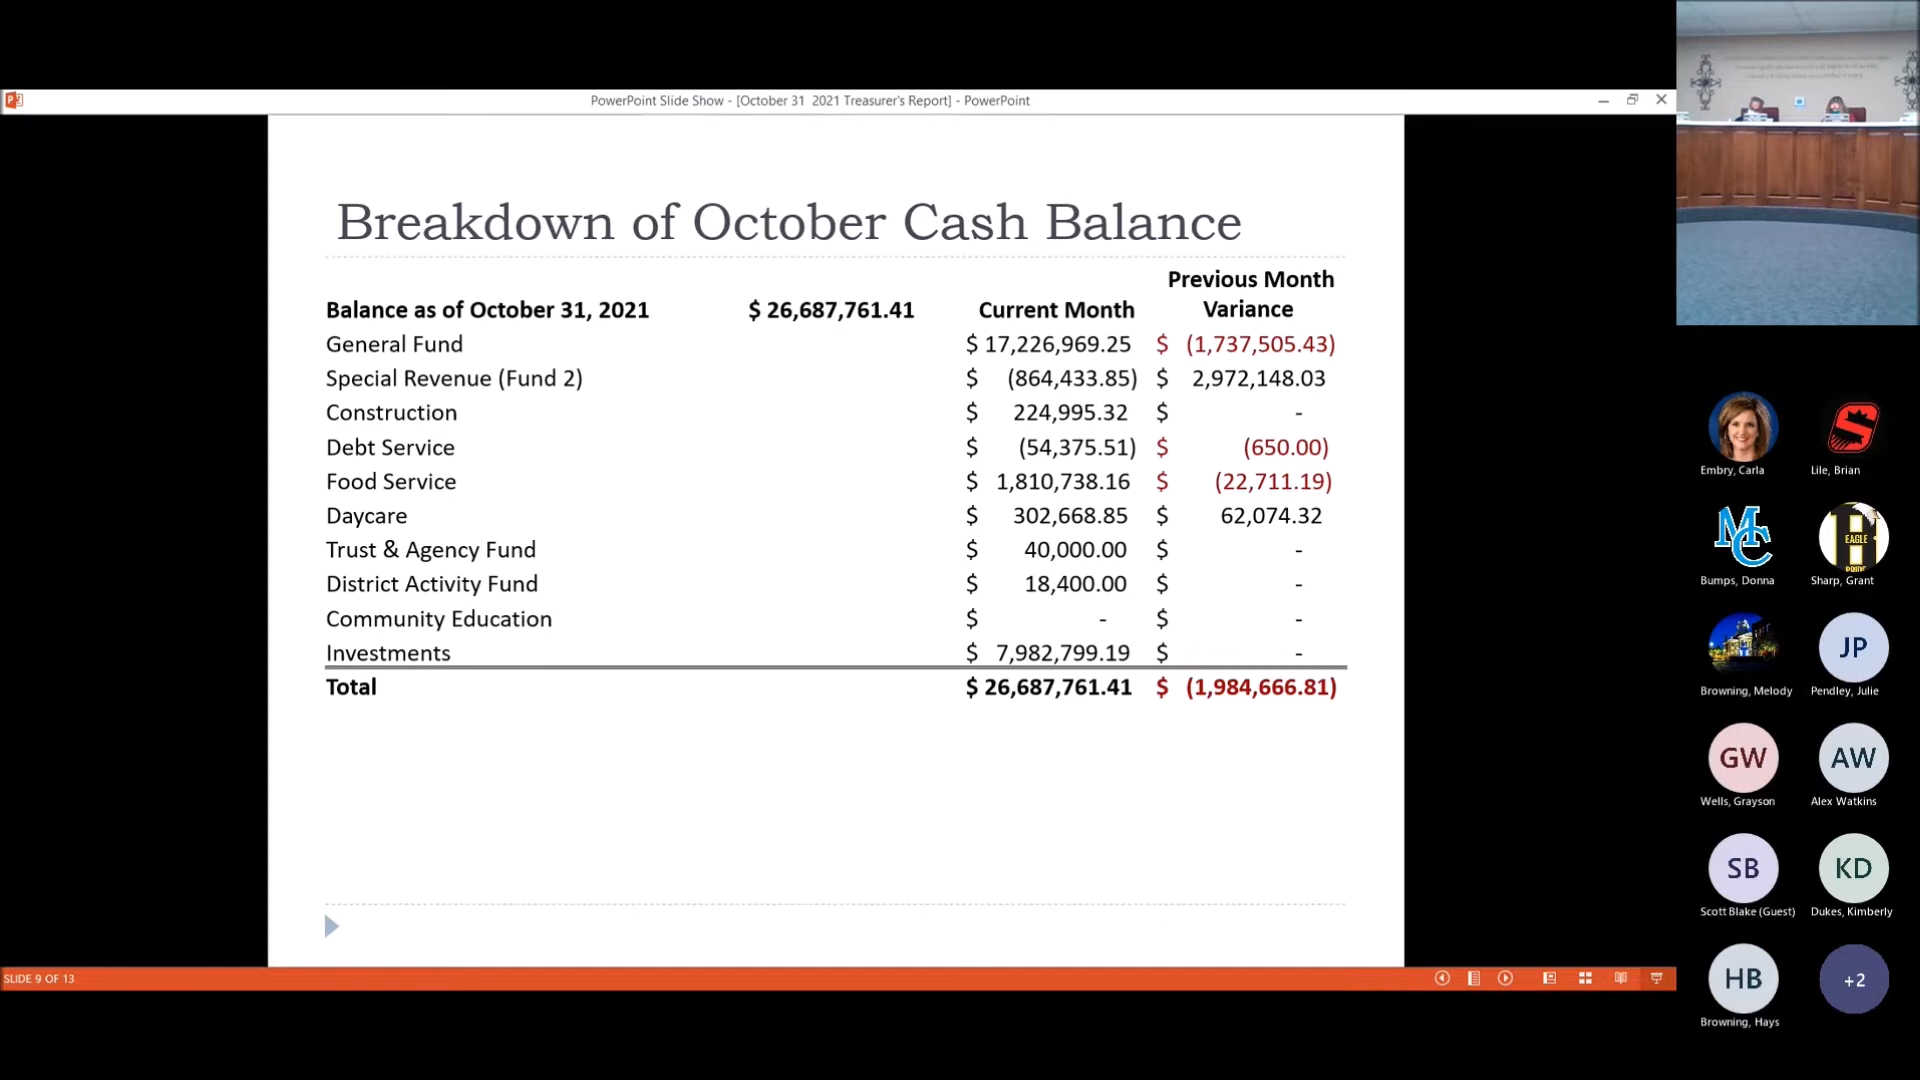 PowerPoint Slide Show - [October 31 2021 Treasurer's Report] - PowerPoint
Breakdown of October Cash Balance
Previous Month
Balance as of October 31, 2021 $ 26,687,761.41 Current Month Variance
General Fund $ 17,226,969.25 $ (1,737,505.43)
Special Revenue (Fund 2) $ (864,433.85) $ 2,972,148.03
Construction $ 224,995.32 $ -
Debt Service $ (54,375.51) $ (650.00)
Food Service $ 1,810,738.16 $ (22,711.19)
Daycare $ 302,668.85 $ 62,074.32
Trust & Agency Fund $ 40,000.00 $ -
District Activity Fund $ 18,400.00 $ -
Community Education $ - $ -
Investments $ 7,982,799.19 $ -
Total $ 26,687,761.41 $ (1,984,666.81)
SLIDE 9 OF 13
S
Embry, Carla Lile, Brian
MC H EAGLE PRIDE
Bumps, Donna Sharp, Grant
JP
Browning, Melody Pendley, Julie
GW AW
Wells, Grayson Alex Watkins
SB KD
Scott Blake (Guest) Dukes, Kimberly
HB +2
Browning, Hays